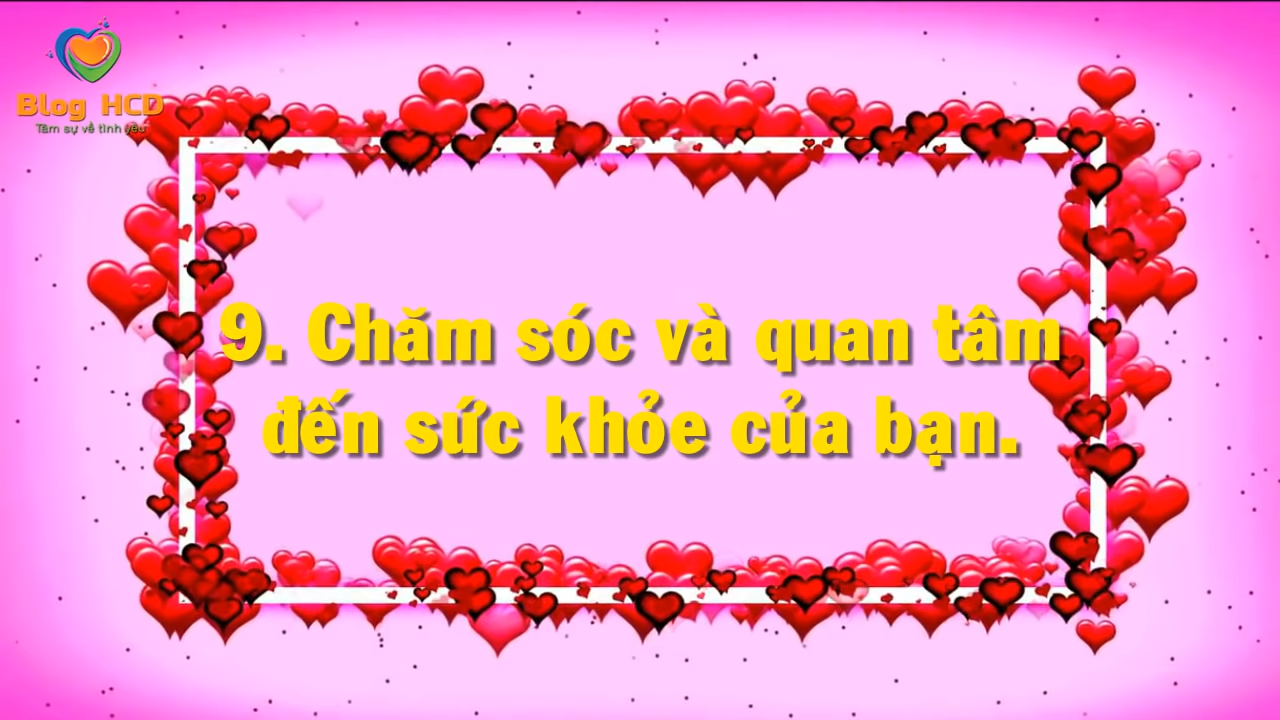 Blog HCD
Tâm sự về tình yêu
9. Chăm sóc và quan tâm
đến sức khỏe của bạn.